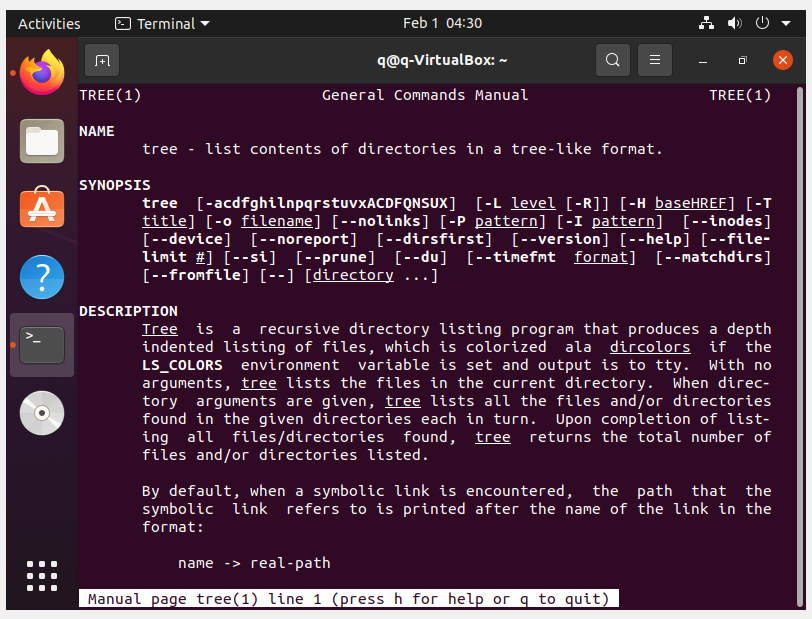 Activities Terminal Feb 1 04:30
q@q-VirtualBox: ~
TREE(1) General Commands Manual TREE(1)
NAME
tree - list contents of directories in a tree-like format.
SYNOPSIS
tree [-acdfghilnpqrstuvxACDFQNSUX] [-L level [-R]] [-H baseHREF] [-T
title] [-o filename] [--nolinks] [-P pattern] [-I pattern] [--inodes]
[--device] [--noreport] [--dirsfirst] [--version] [--help] [--file-
limit #] [--si] [--prune] [--du] [--timefmt format] [--matchdirs]
[--fromfile] [--] [directory ...]
DESCRIPTION
Tree is a recursive directory listing program that produces a depth
indented listing of files, which is colorized ala dircolors if the
LS_COLORS environment variable is set and output is to tty. With no
arguments, tree lists the files in the current directory. When direc-
tory arguments are given, tree lists all the files and/or directories
found in the given directories each in turn. Upon completion of list-
ing all files/directories found, tree returns the total number of
files and/or directories listed.
By default, when a symbolic link is encountered, the path that the
symbolic link refers to is printed after the name of the link in the
format:
name -> real-path
Manual page tree(1) line 1 (press h for help or q to quit)